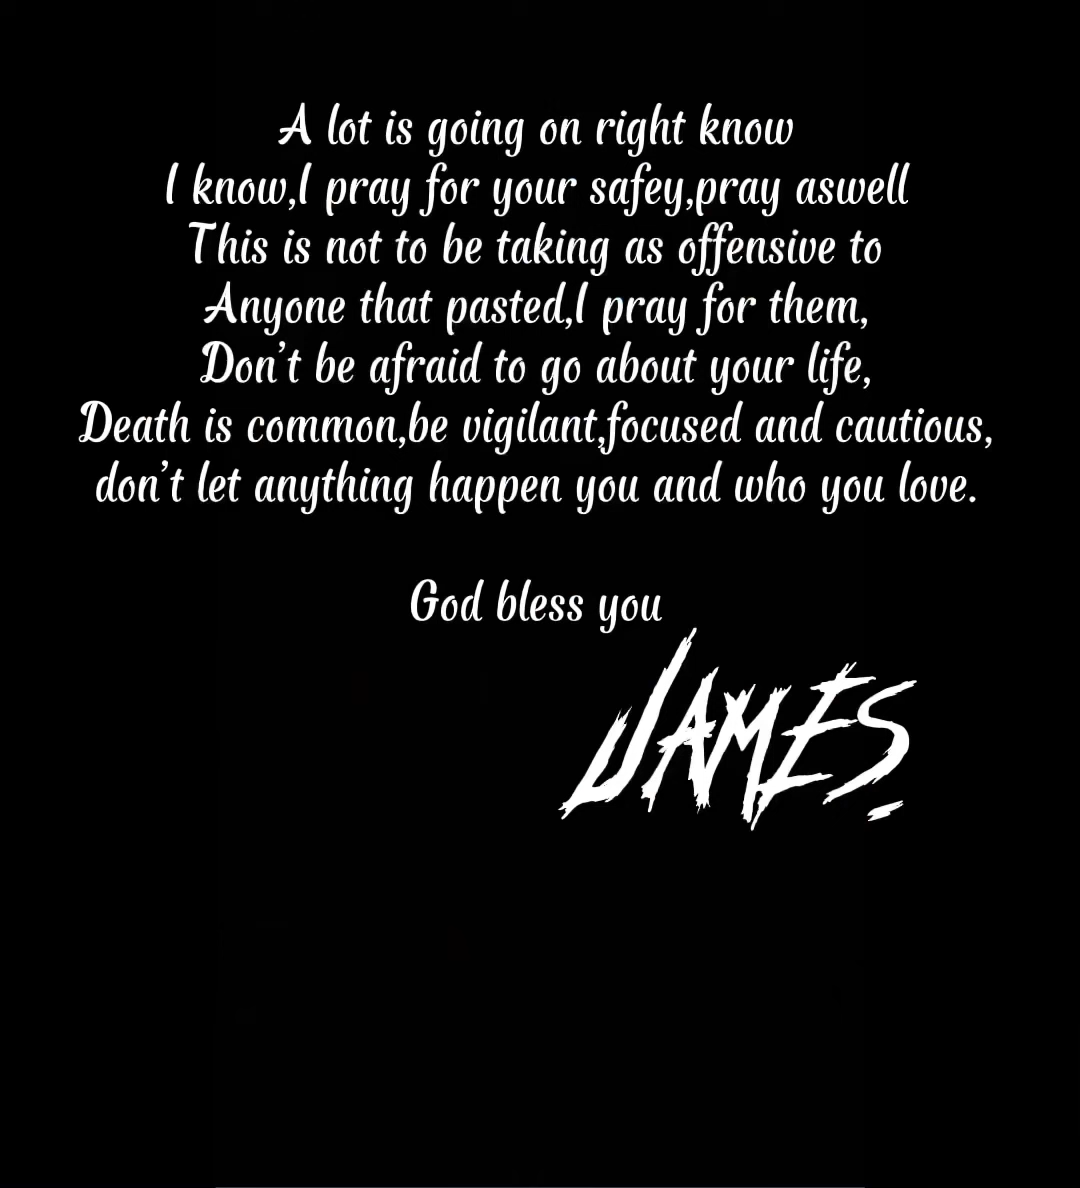 A lot is going on right know
I know,I pray for your safey,pray aswell
This is not to be taking as offensive to
Anyone that pasted,I pray for them,
Don't be afraid to go about your life,
Death is common,be vigilant,focused and cautious,
don't let anything happen you and who you love.
God bless you
JAMES.